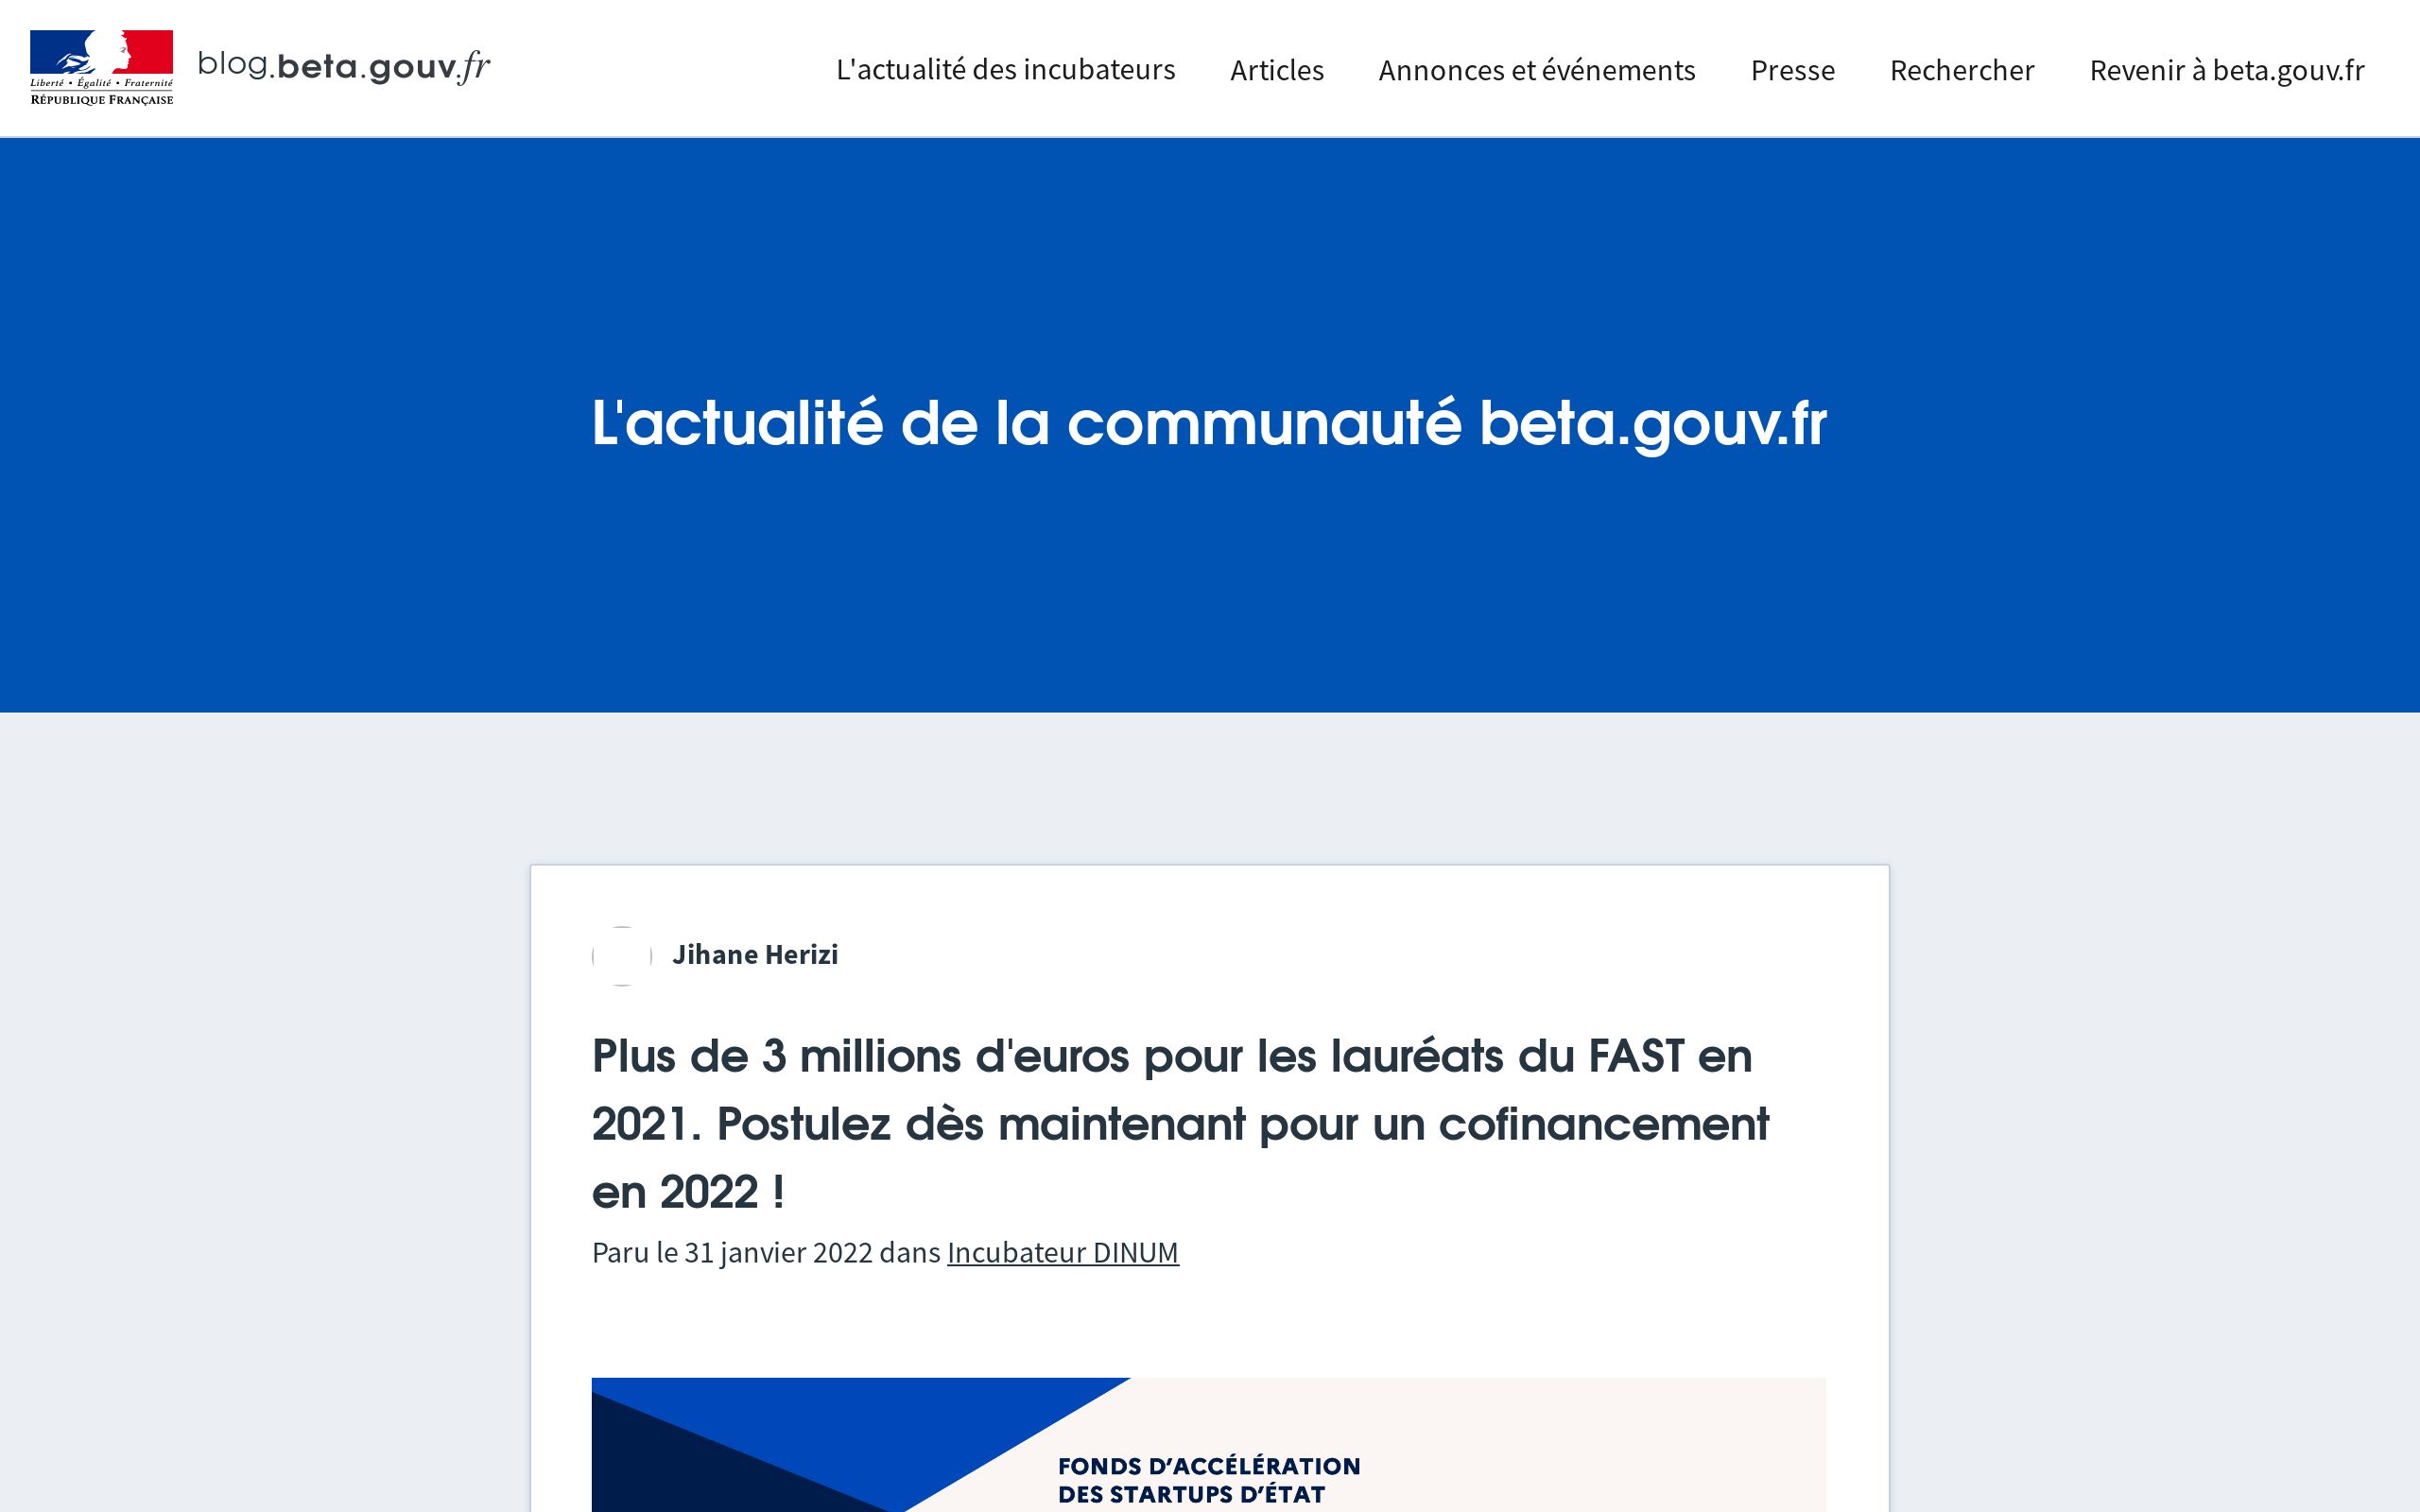 Liberté • Égalité • Fraternité
RÉPUBLIQUE FRANÇAISE
blog.beta.gouv.fr
L'actualité des incubateurs
Articles
Annonces et événements
Presse
Rechercher
Revenir à beta.gouv.fr
L'actualité de la communauté beta.gouv.fr
Jihane Herizi
Plus de 3 millions d'euros pour les lauréats du FAST en
2021. Postulez dès maintenant pour un cofinancement
en 2022 !
Paru le 31 janvier 2022 dans Incubateur DINUM
FONDS D’ACCÉLÉRATION
DES STARTUPS D’ÉTAT